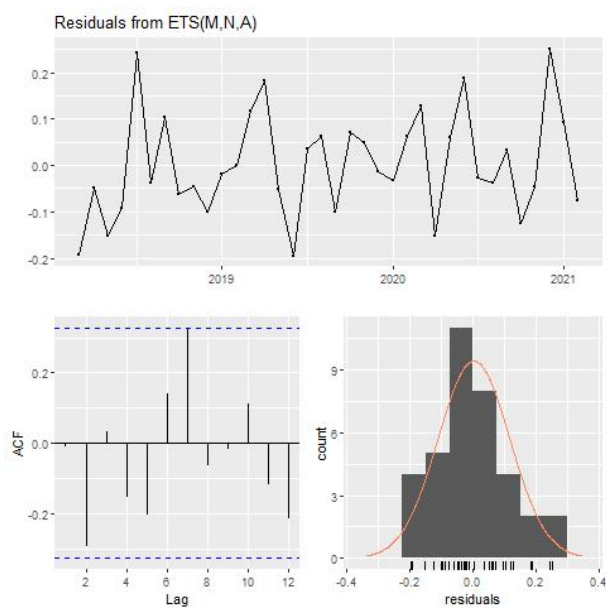 Residuals from ETS(M,N,A)
0.2
0.1
0.0
-0.1
-0.2
2019 2020 2021
ACF
0.2
0.0
-0.2
2 4 6 8 10 12
Lag
count
9
6
3
0
-0.4 -0.2 0.0 0.2 0.4
residuals